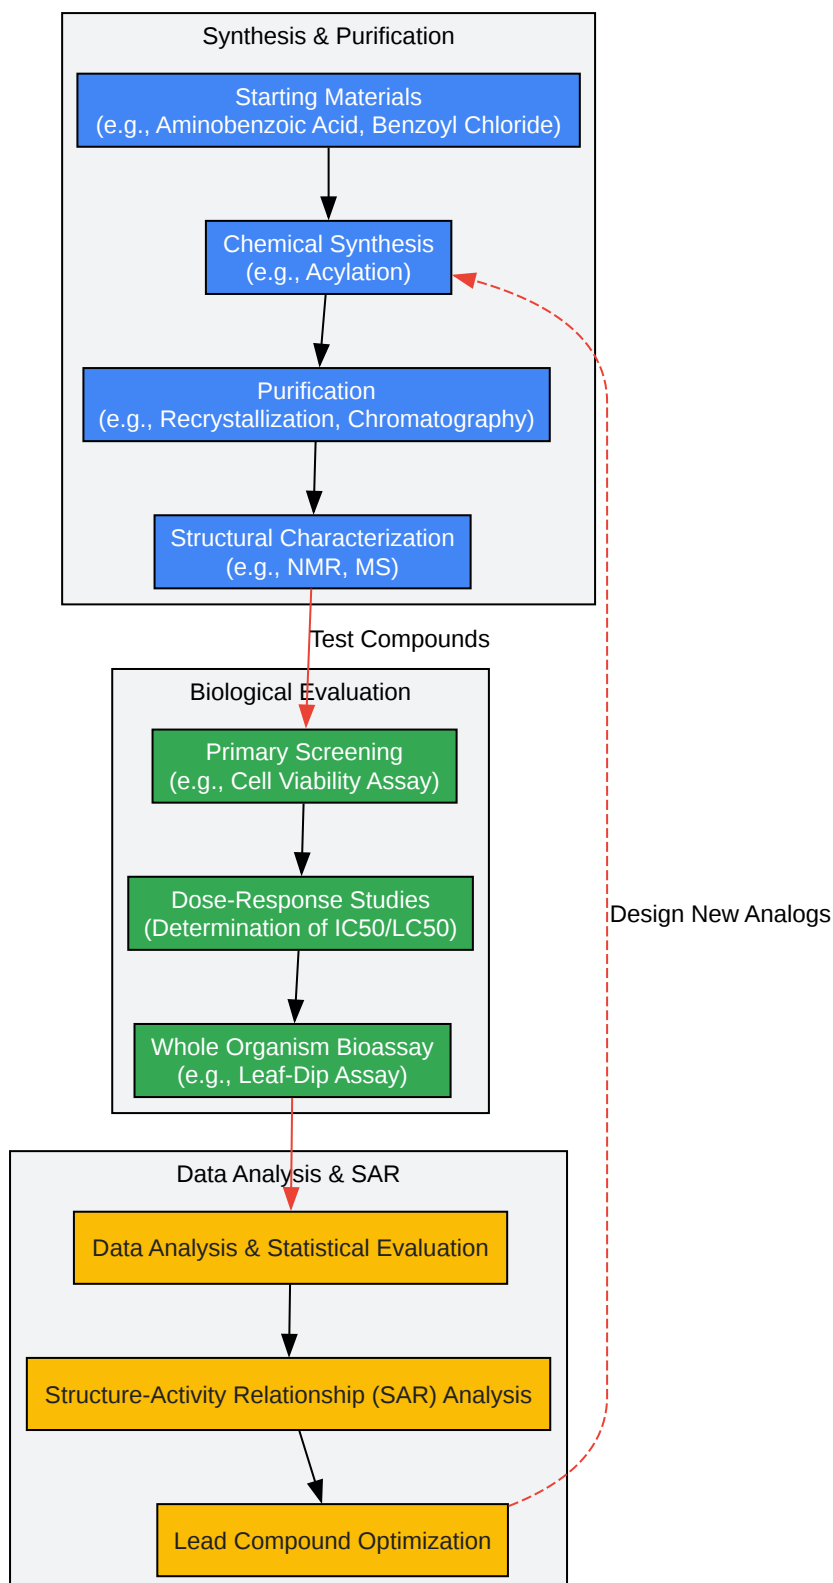 Synthesis & Purification
Starting Materials
(e.g., Aminobenzoic Acid, Benzoyl Chloride)
Chemical Synthesis
(e.g., Acylation)
Purification
(e.g., Recrystallization, Chromatography)
Structural Characterization
(e.g., NMR, MS)
Test Compounds
Biological Evaluation
Primary Screening
(e.g., Cell Viability Assay)
Dose-Response Studies
(Determination of IC50/LC50)
Design New Analogs
Whole Organism Bioassay
(e.g., Leaf-Dip Assay)
Data Analysis & SAR
Data Analysis & Statistical Evaluation
Structure-Activity Relationship (SAR) Analysis
Lead Compound Optimization